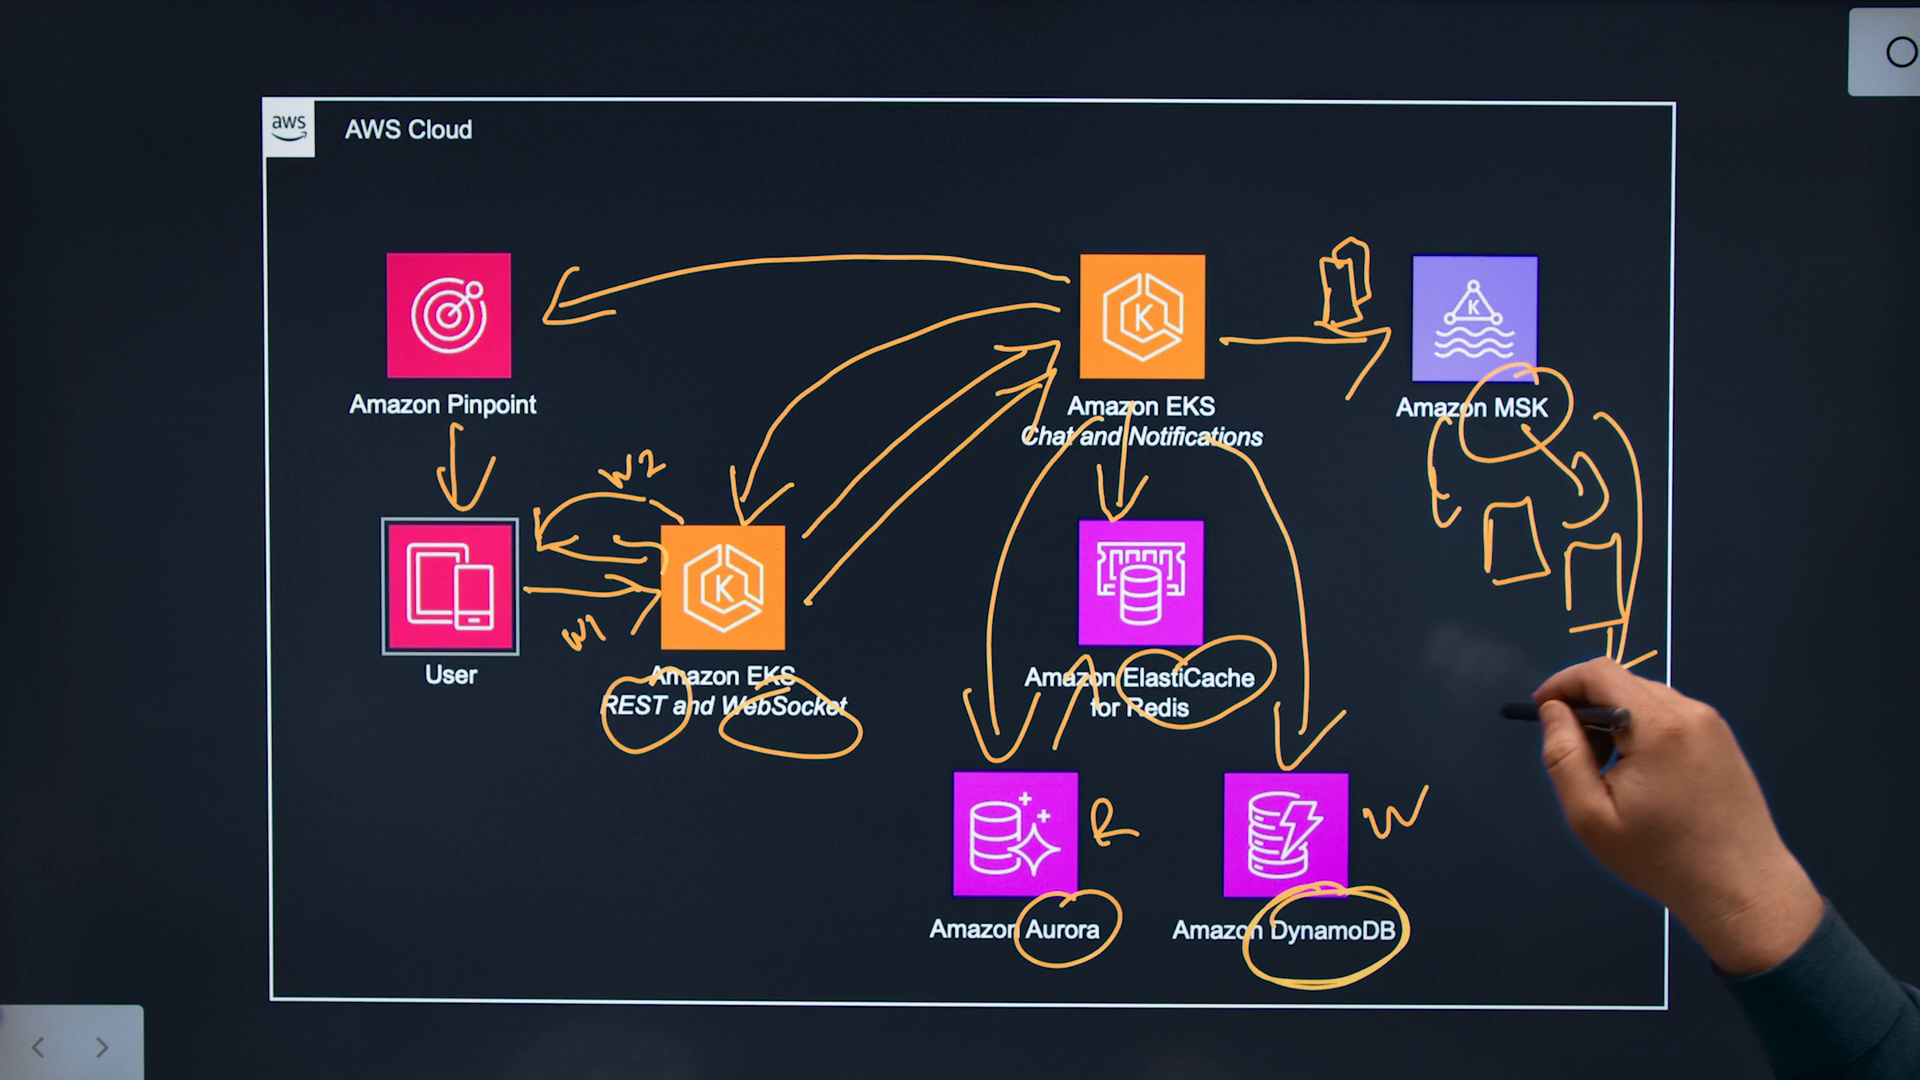 aws
AWS Cloud
K
K
Amazon Pinpoint
Amazon EKS
Chat and Notifications
Amazon MSK
W2
K
W1
User
Amazon EKS
REST and WebSocket
Amazon ElastiCache
for Redis
R
W
Amazon Aurora
Amazon DynamoDB